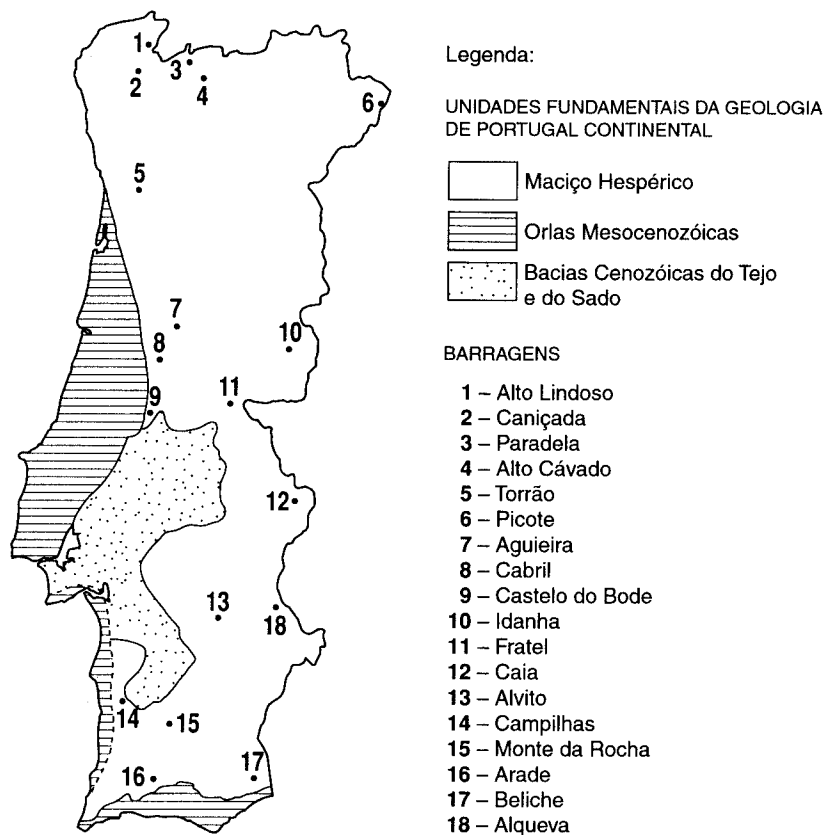 1
2
3
4
5
6
7
8
9
10
11
12
13
14
15
16
17
18
Legenda:
UNIDADES FUNDAMENTAIS DA GEOLOGIA
DE PORTUGAL CONTINENTAL
Maciço Hespérico
Orlas Mesocenozóicas
Bacias Cenozóicas do Tejo
e do Sado
BARRAGENS
1 – Alto Lindoso
2 – Caniçada
3 – Paradela
4 – Alto Cávado
5 – Torrão
6 – Picote
7 – Aguieira
8 – Cabril
9 – Castelo do Bode
10 – Idanha
11 – Fratel
12 – Caia
13 – Alvito
14 – Campilhas
15 – Monte da Rocha
16 – Arade
17 – Beliche
18 – Alqueva